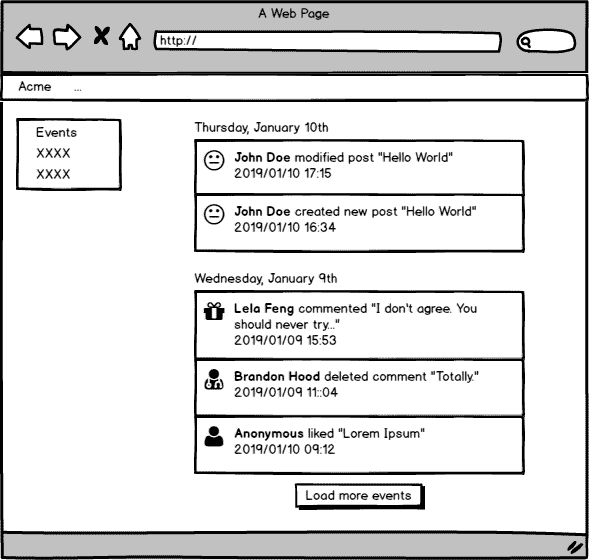 A Web Page
http://
Acme ...
Events
XXXX
XXXX
Thursday, January 10th
John Doe modified post "Hello World"
2019/01/10 17:15
John Doe created new post "Hello World"
2019/01/10 16:34
Wednesday, January 9th
Lela Feng commented "I don't agree. You
should never try..."
2019/01/09 15:53
Brandon Hood deleted comment "Totally."
2019/01/09 11::04
Anonymous liked "Lorem Ipsum"
2019/01/10 09:12
Load more events